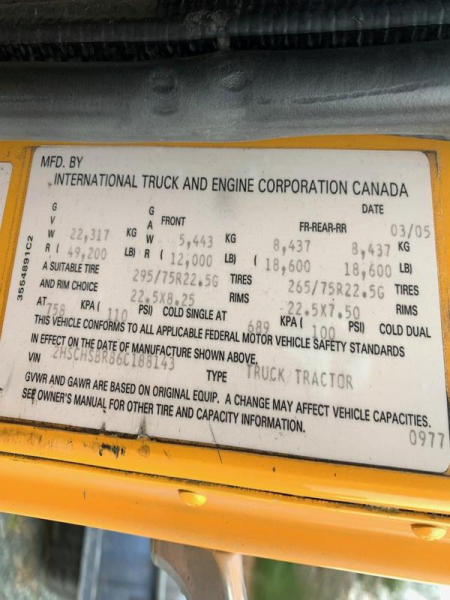 MFD. BY
INTERNATIONAL TRUCK AND ENGINE CORPORATION CANADA
DATE
G V W R 22,317 KG G A W R FRONT 5,443 KG FR-REAR-RR 8,437 8,437 KG 03/05
(49,200 LB) (12,000 LB) (18,600 18,600 LB)
A SUITABLE TIRE 295/75R22.5G TIRES 265/75R22.5G TIRES
AND RIM CHOICE 22.5X8.25 RIMS 22.5X7.50 RIMS
AT 758 KPA ( 110 PSI) COLD SINGLE AT 689 KPA ( 100 PSI) COLD DUAL
THIS VEHICLE CONFORMS TO ALL APPLICABLE FEDERAL MOTOR VEHICLE SAFETY STANDARDS
IN EFFECT ON THE DATE OF MANUFACTURE SHOWN ABOVE.
VIN 2HSCHSBR86C188143 TYPE TRUCK TRACTOR
GVWR AND GAWR ARE BASED ON ORIGINAL EQUIP. A CHANGE MAY AFFECT VEHICLE CAPACITIES.
SEE OWNER'S MANUAL FOR OTHER TIRE AND CAPACITY INFORMATION.
0977
3554891C2